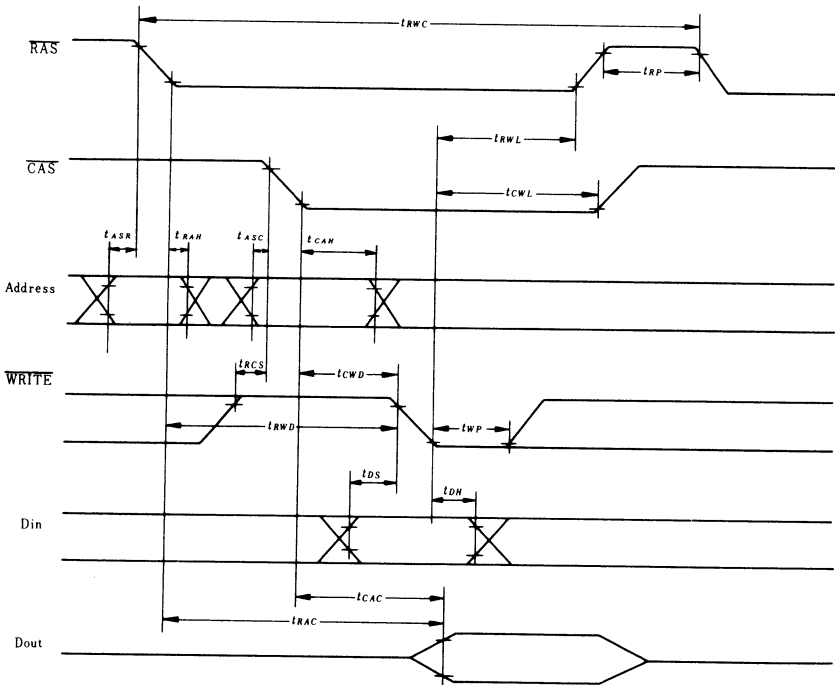 tRWC
RAS
tRP
tRWL
CAS
tCWL
tASR tRAH tASC tCAH
Address
tRCS tCWD
WRITE
tRWD tWP
tDS tDH
Din
tCAC
tRAC
Dout